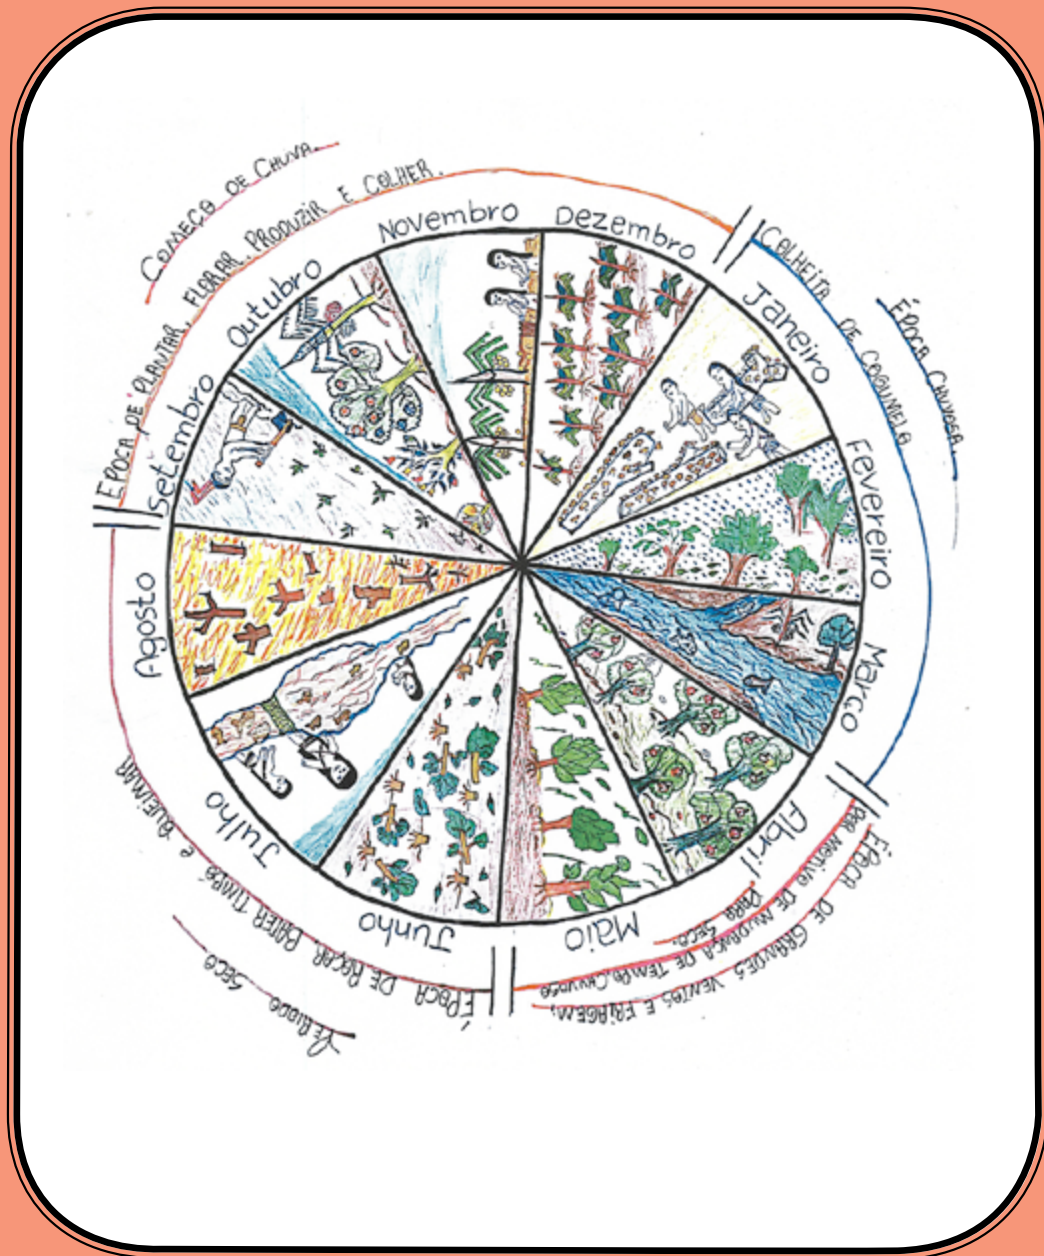 COMEÇO DE CHUVA.
ÉPOCA DE PLANTAR, FLORAR, PRODUZIR E COLHER.
COLHEITA DE COGUMELO
ÉPOCA CHUVOSA.
Janeiro
Fevereiro
Março
Abril
Maio
Junho
Julho
Agosto
Setembro
Outubro
Novembro
Dezembro
ÉPOCA DE GRANDES VENTOS E FRIAGEM,
POR MOTIVO DE MUDANÇA DE TEMPO CHUVOSO
PARA SECO.
ÉPOCA DE ROÇAR, BATER TIMBÓ E QUEIMAR
PERIODO SECO